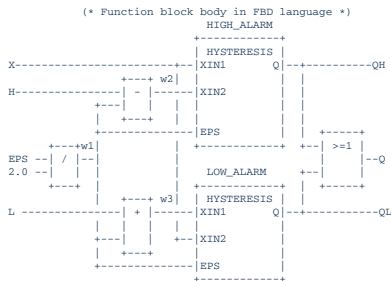 (* Function block body in FBD language *)
HIGH_ALARM
HYSTERESIS
X XIN1 Q QH
w2
H - XIN2
EPS
w1 >=1
EPS / Q
2.0 LOW_ALARM
w3 HYSTERESIS
L + XIN1 Q QL
XIN2
EPS